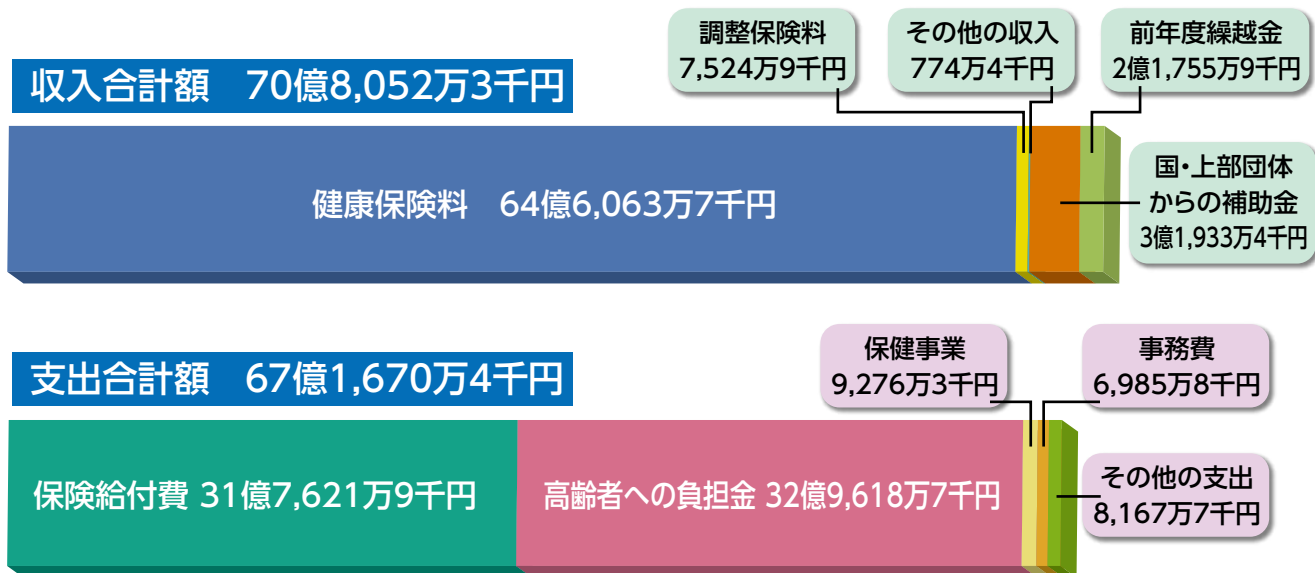 調整保険料
7,524万9千円
その他の収入
774万4千円
前年度繰越金
2億1,755万9千円
収入合計額 70億8,052万3千円
健康保険料 64億6,063万7千円
国・上部団体
からの補助金
3億1,933万4千円
保健事業
9,276万3千円
事務費
6,985万8千円
支出合計額 67億1,670万4千円
保険給付費 31億7,621万9千円
高齢者への負担金 32億9,618万7千円
その他の支出
8,167万7千円